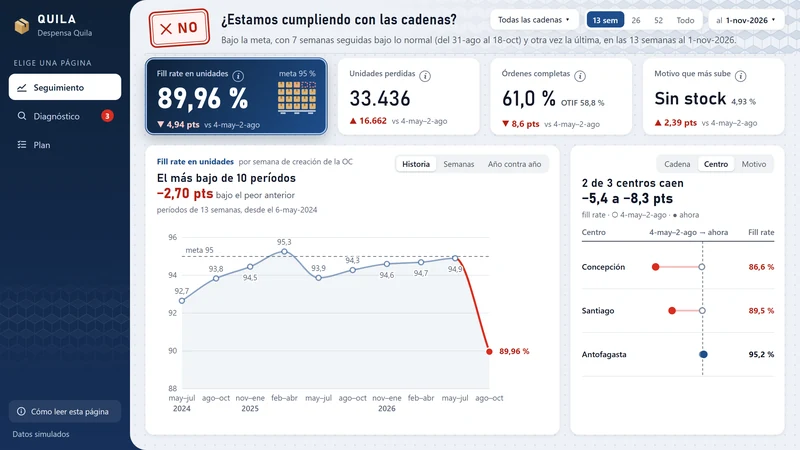 QUILA
Despensa Quila
ELIGE UNA PÁGINA
Seguimiento
Diagnóstico 3
Plan
Cómo leer esta página
Datos simulados
NO
¿Estamos cumpliendo con las cadenas?
Todas las cadenas
13 sem 26 52 Todo
al 1-nov-2026
Bajo la meta, con 7 semanas seguidas bajo lo normal (del 31-ago al 18-oct) y otra vez la última, en las 13 semanas al 1-nov-2026.
Fill rate en unidades meta 95 %
89,96 %
▼ 4,94 pts vs 4-may–2-ago
Unidades perdidas
33.436
▲ 16.662 vs 4-may–2-ago
Órdenes completas
61,0 % OTIF 58,8 %
▼ 8,6 pts vs 4-may–2-ago
Motivo que más sube
Sin stock 4,93 %
▲ 2,39 pts vs 4-may–2-ago
Fill rate en unidades por semana de creación de la OC
Historia Semanas Año contra año
El más bajo de 10 períodos
−2,70 pts bajo el peor anterior
períodos de 13 semanas, desde el 6-may-2024
96
94
92
90
88
meta 95
92,7
93,8
94,5
95,3
93,9
94,3
94,6
94,7
94,9
89,96 %
may–jul ago–oct nov–ene feb–abr may–jul ago–oct nov–ene feb–abr may–jul ago–oct
2024 2025 2026
Cadena Centro Motivo
2 de 3 centros caen
−5,4 a −8,3 pts
fill rate · ○ 4-may–2-ago · ● ahora
Centro 4-may–2-ago → ahora Fill rate
Concepción 86,6 %
Santiago 89,5 %
Antofagasta 95,2 %